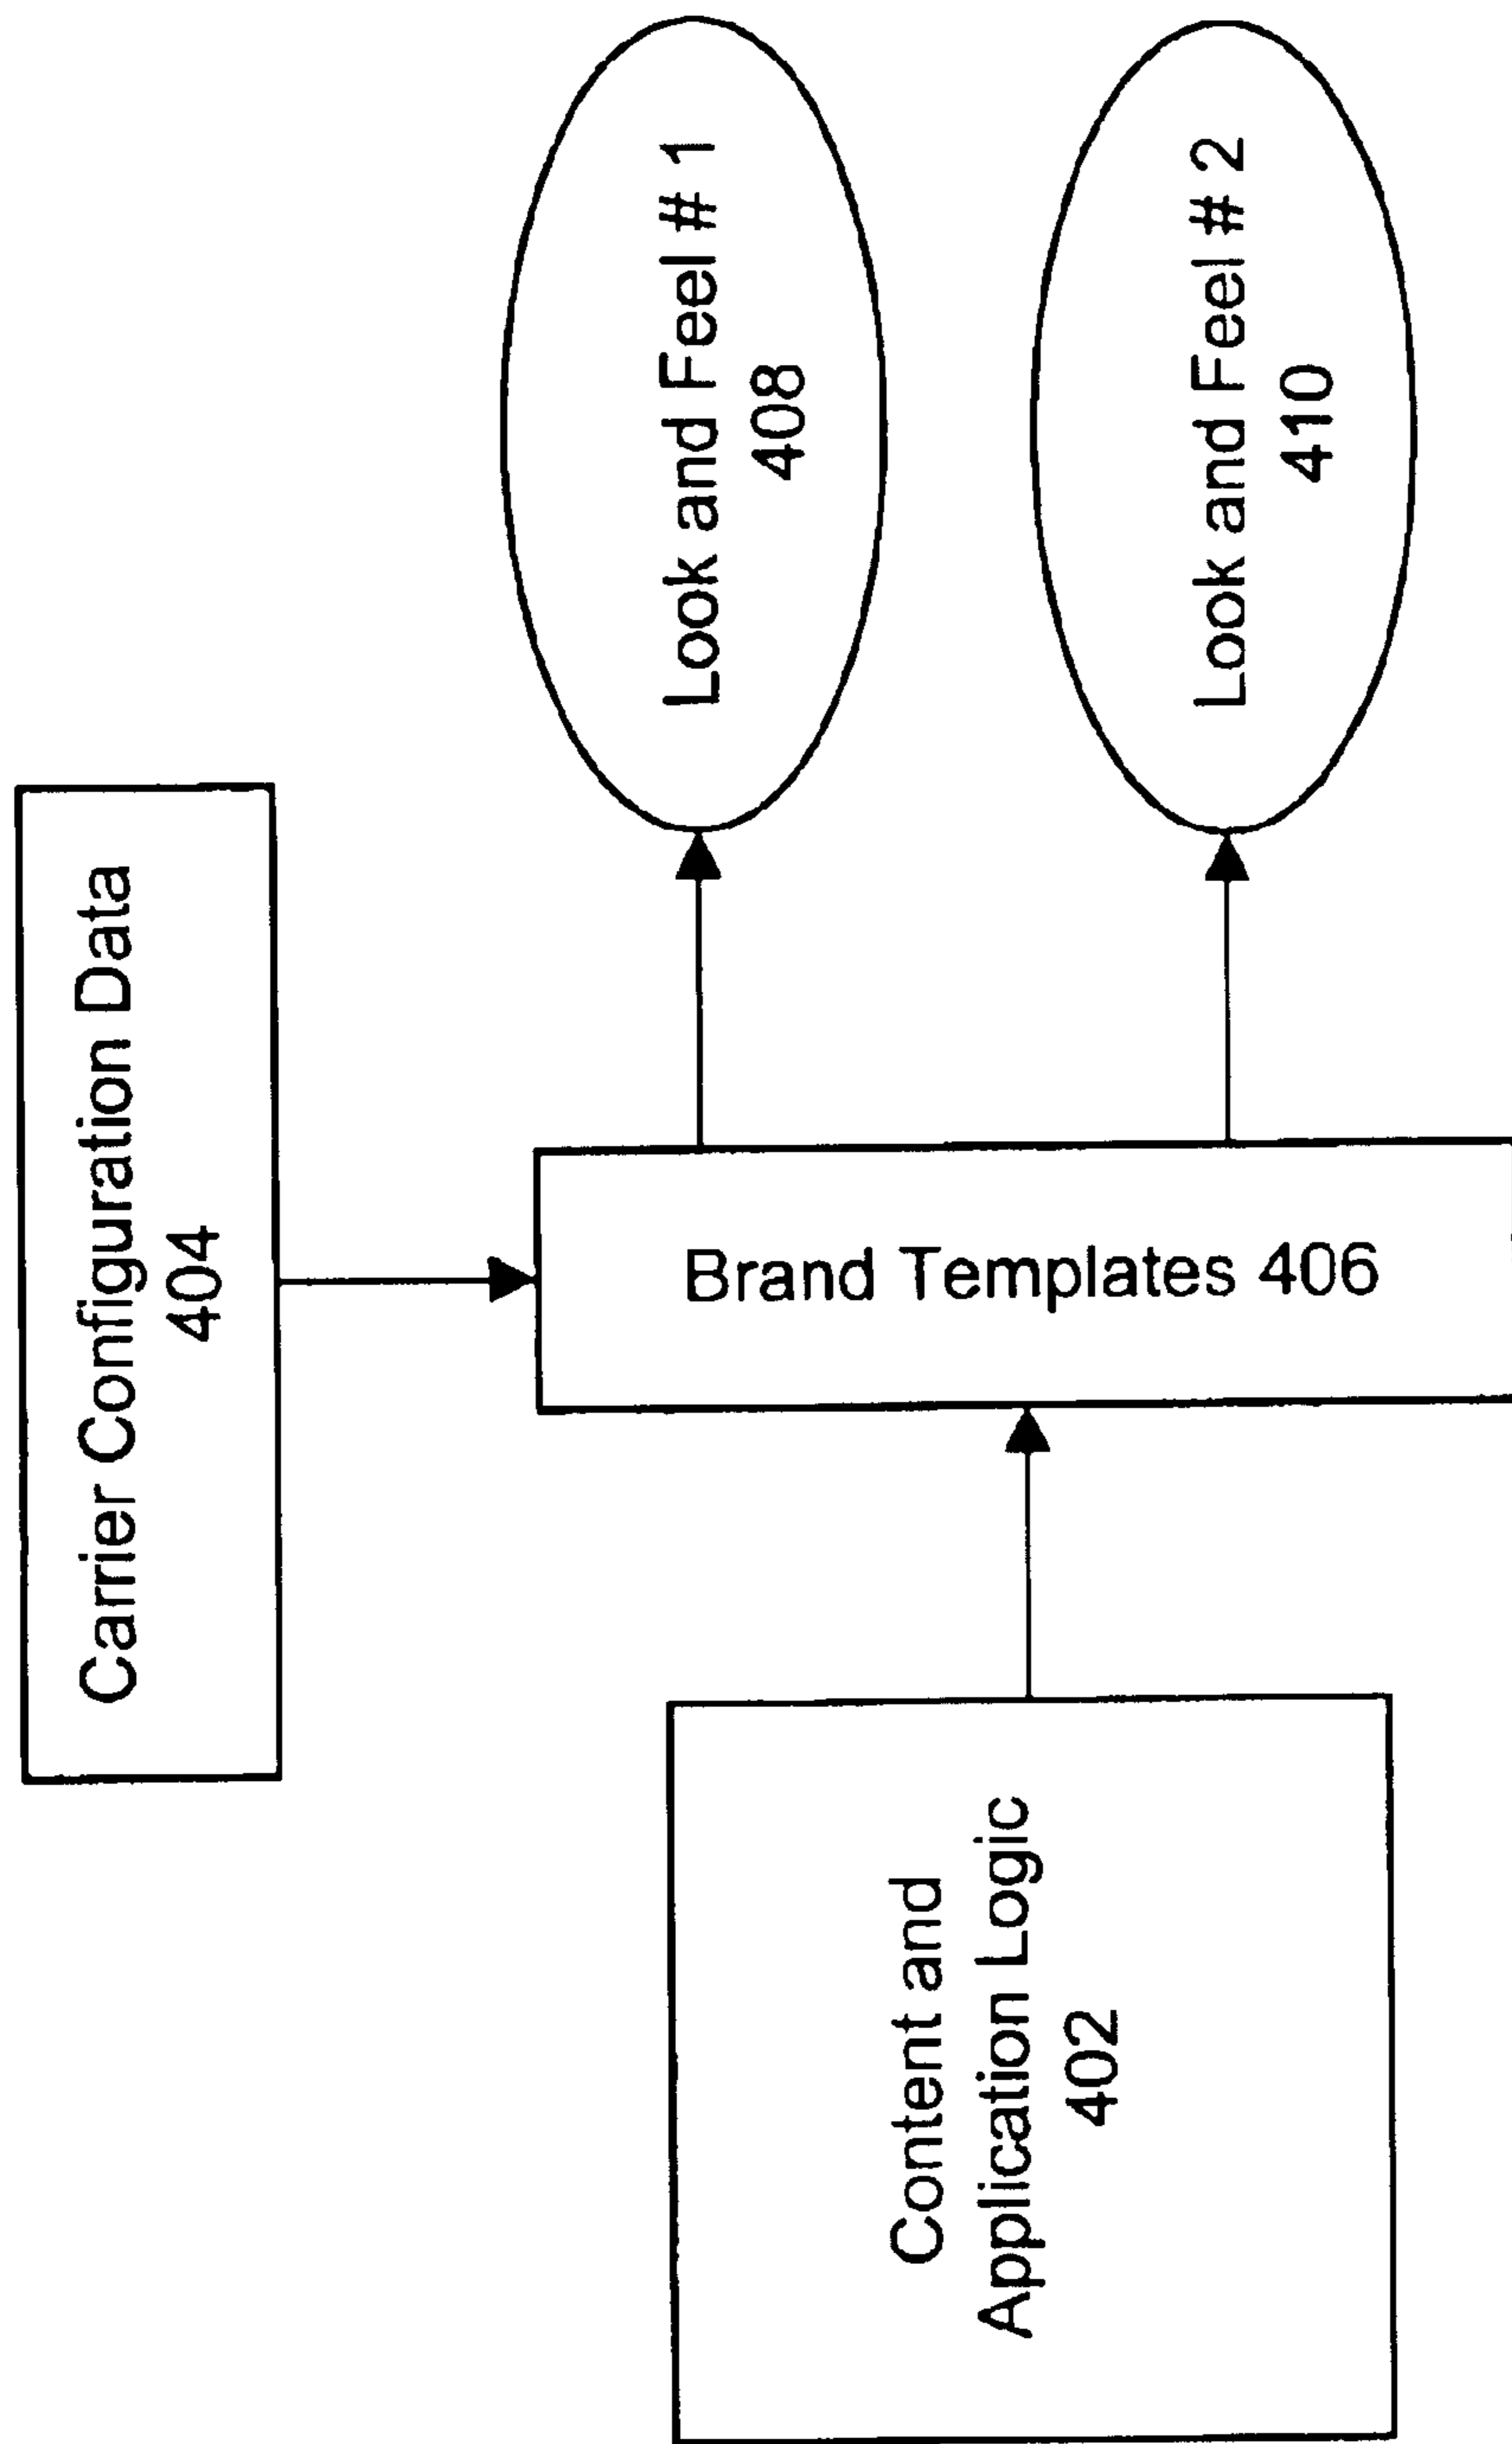 Carrier Configuration Data
404
Content and
Application Logic
402
Brand Templates 406
Look and Feel # 1
408
Look and Feel # 2
410